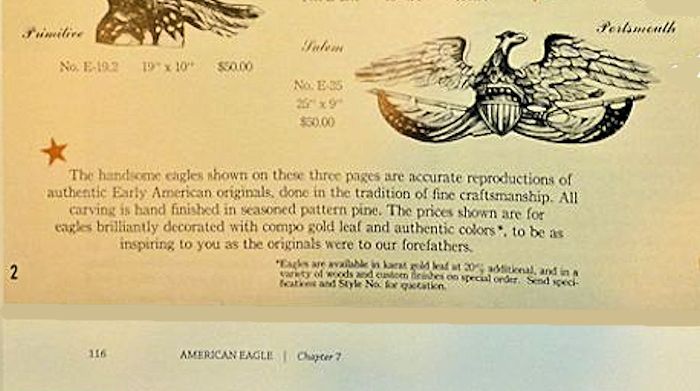 Primitive
Portsmouth
Salem
No. E-19.2 19" x 10" $50.00
No. E-35
25" x 9"
$50.00
The handsome eagles shown on these three pages are accurate reproductions of
authentic Early American originals, done in the tradition of fine craftsmanship. All
carving is hand finished in seasoned pattern pine. The prices shown are for
eagles brilliantly decorated with compo gold leaf and authentic colors*, to be as
inspiring to you as the originals were to our forefathers.
*Eagles are available in karat gold leaf at 20% additional, and in a
variety of woods and custom finishes on special order. Send speci-
fications and Style No. for quotation.
2
116 AMERICAN EAGLE | Chapter 7